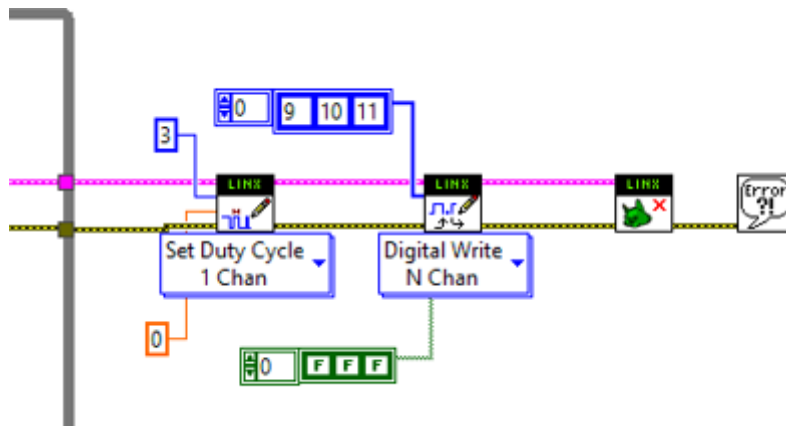 0 9 10 11
3
LINX LINX LINX
Error
?!
Set Duty Cycle
1 Chan
Digital Write
N Chan
0
0 F F F